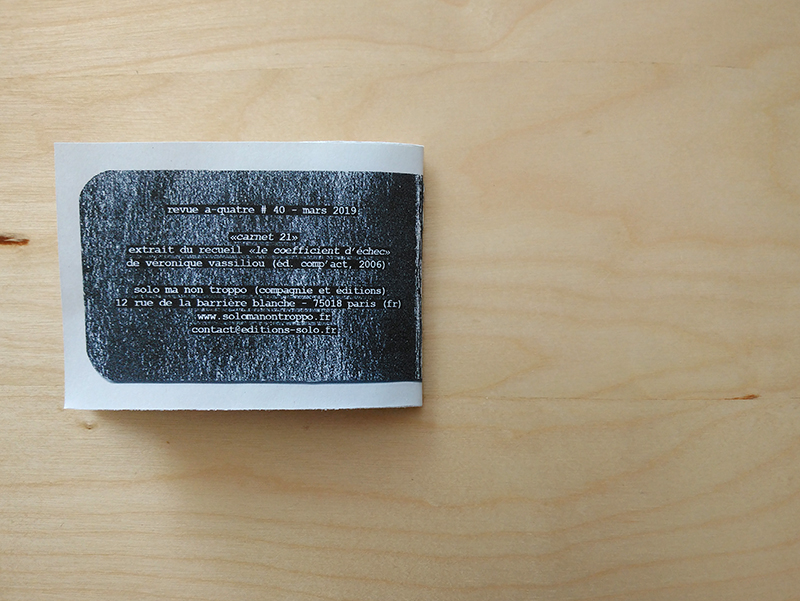 revue a-quatre # 40 - mars 2019
«carnet 21»
extrait du recueil «le coefficient d'échec»
de véronique vassiliou (éd. comp'act, 2006)
solo ma non troppo (compagnie et editions)
12 rue de la barrière blanche - 75018 paris (fr)
www.solomanontroppo.fr
contact@editions-solo.fr